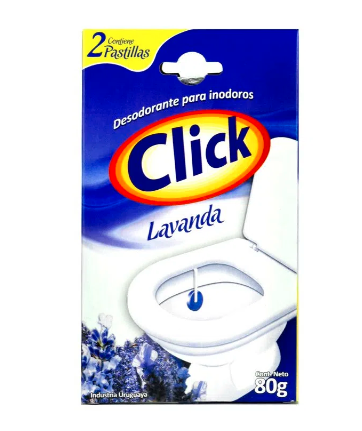 2 Contiene
Pastillas
Desodorante para inodoros
Click
Lavanda
Cont. Neto
80g
Industria Uruguaya